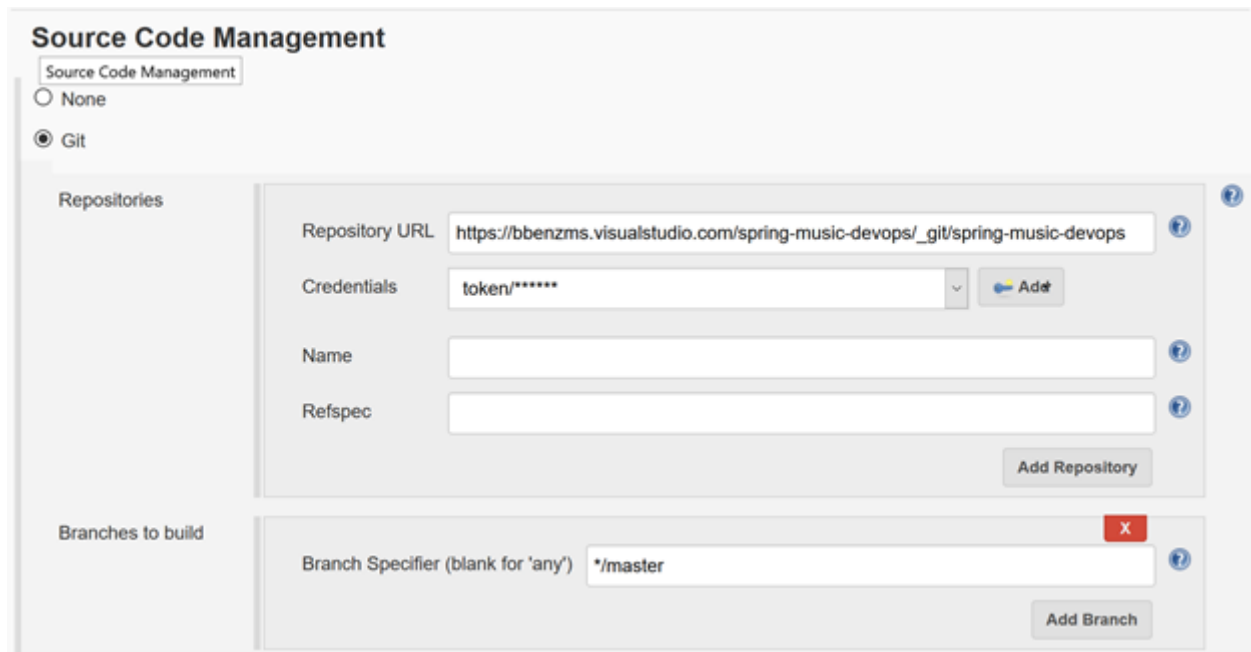 Source Code Management
Source Code Management
None
Git
Repositories
Repository URL https://bbenzms.visualstudio.com/spring-music-devops/_git/spring-music-devops
Credentials token/****** Add
Name
Refspec
Add Repository
Branches to build
X
Branch Specifier (blank for 'any') */master
Add Branch